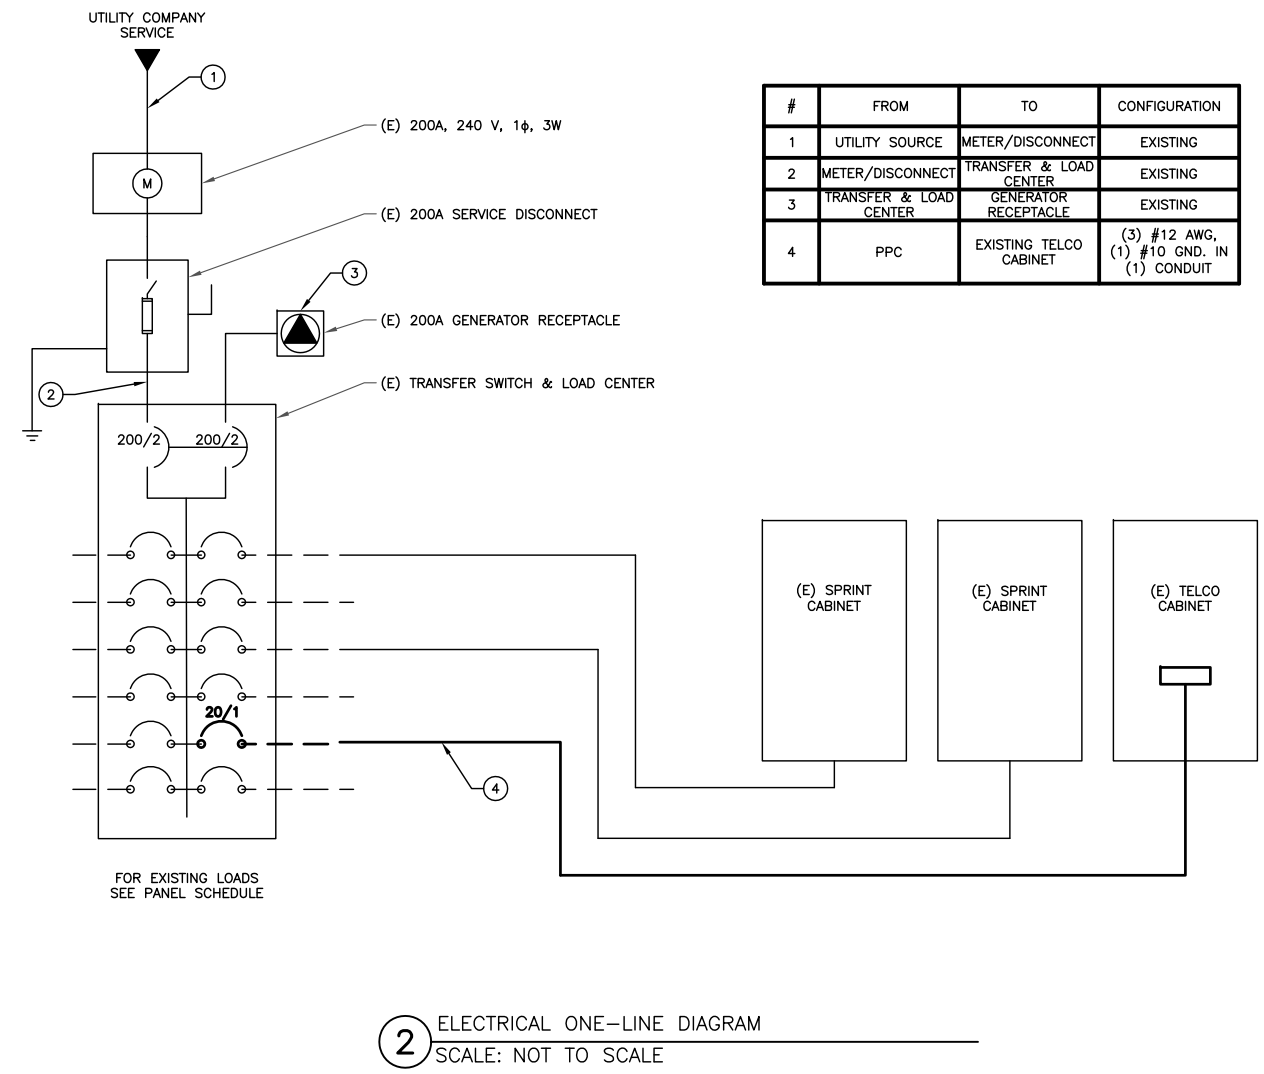 UTILITY COMPANY
SERVICE
1
(E) 200A, 240 V, 1ϕ, 3W
M
(E) 200A SERVICE DISCONNECT
3
(E) 200A GENERATOR RECEPTACLE
2
(E) TRANSFER SWITCH & LOAD CENTER
200/2 200/2
20/1
4
FOR EXISTING LOADS
SEE PANEL SCHEDULE
# FROM TO CONFIGURATION
1 UTILITY SOURCE METER/DISCONNECT EXISTING
2 METER/DISCONNECT TRANSFER & LOAD
CENTER EXISTING
3 TRANSFER & LOAD
CENTER GENERATOR
RECEPTACLE EXISTING
4 PPC EXISTING TELCO
CABINET (3) #12 AWG,
(1) #10 GND. IN
(1) CONDUIT
(E) SPRINT
CABINET
(E) SPRINT
CABINET
(E) TELCO
CABINET
2 ELECTRICAL ONE-LINE DIAGRAM
SCALE: NOT TO SCALE